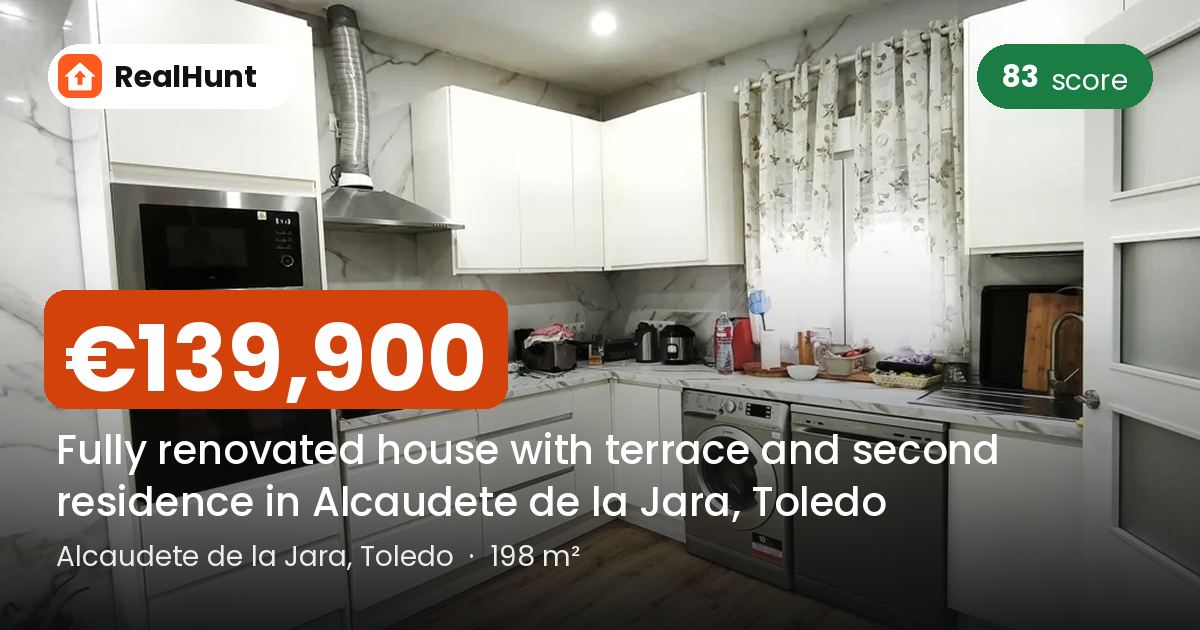 RealHunt
83 score
€139,900
Fully renovated house with terrace and second
residence in Alcaudete de la Jara, Toledo
Alcaudete de la Jara, Toledo · 198 m²